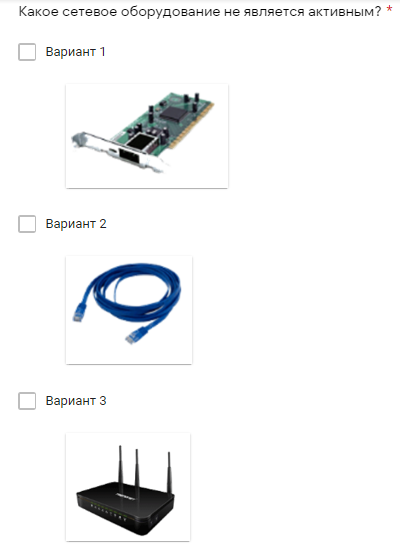 Какое сетевое оборудование не является активным? *
Вариант 1
Вариант 2
Вариант 3